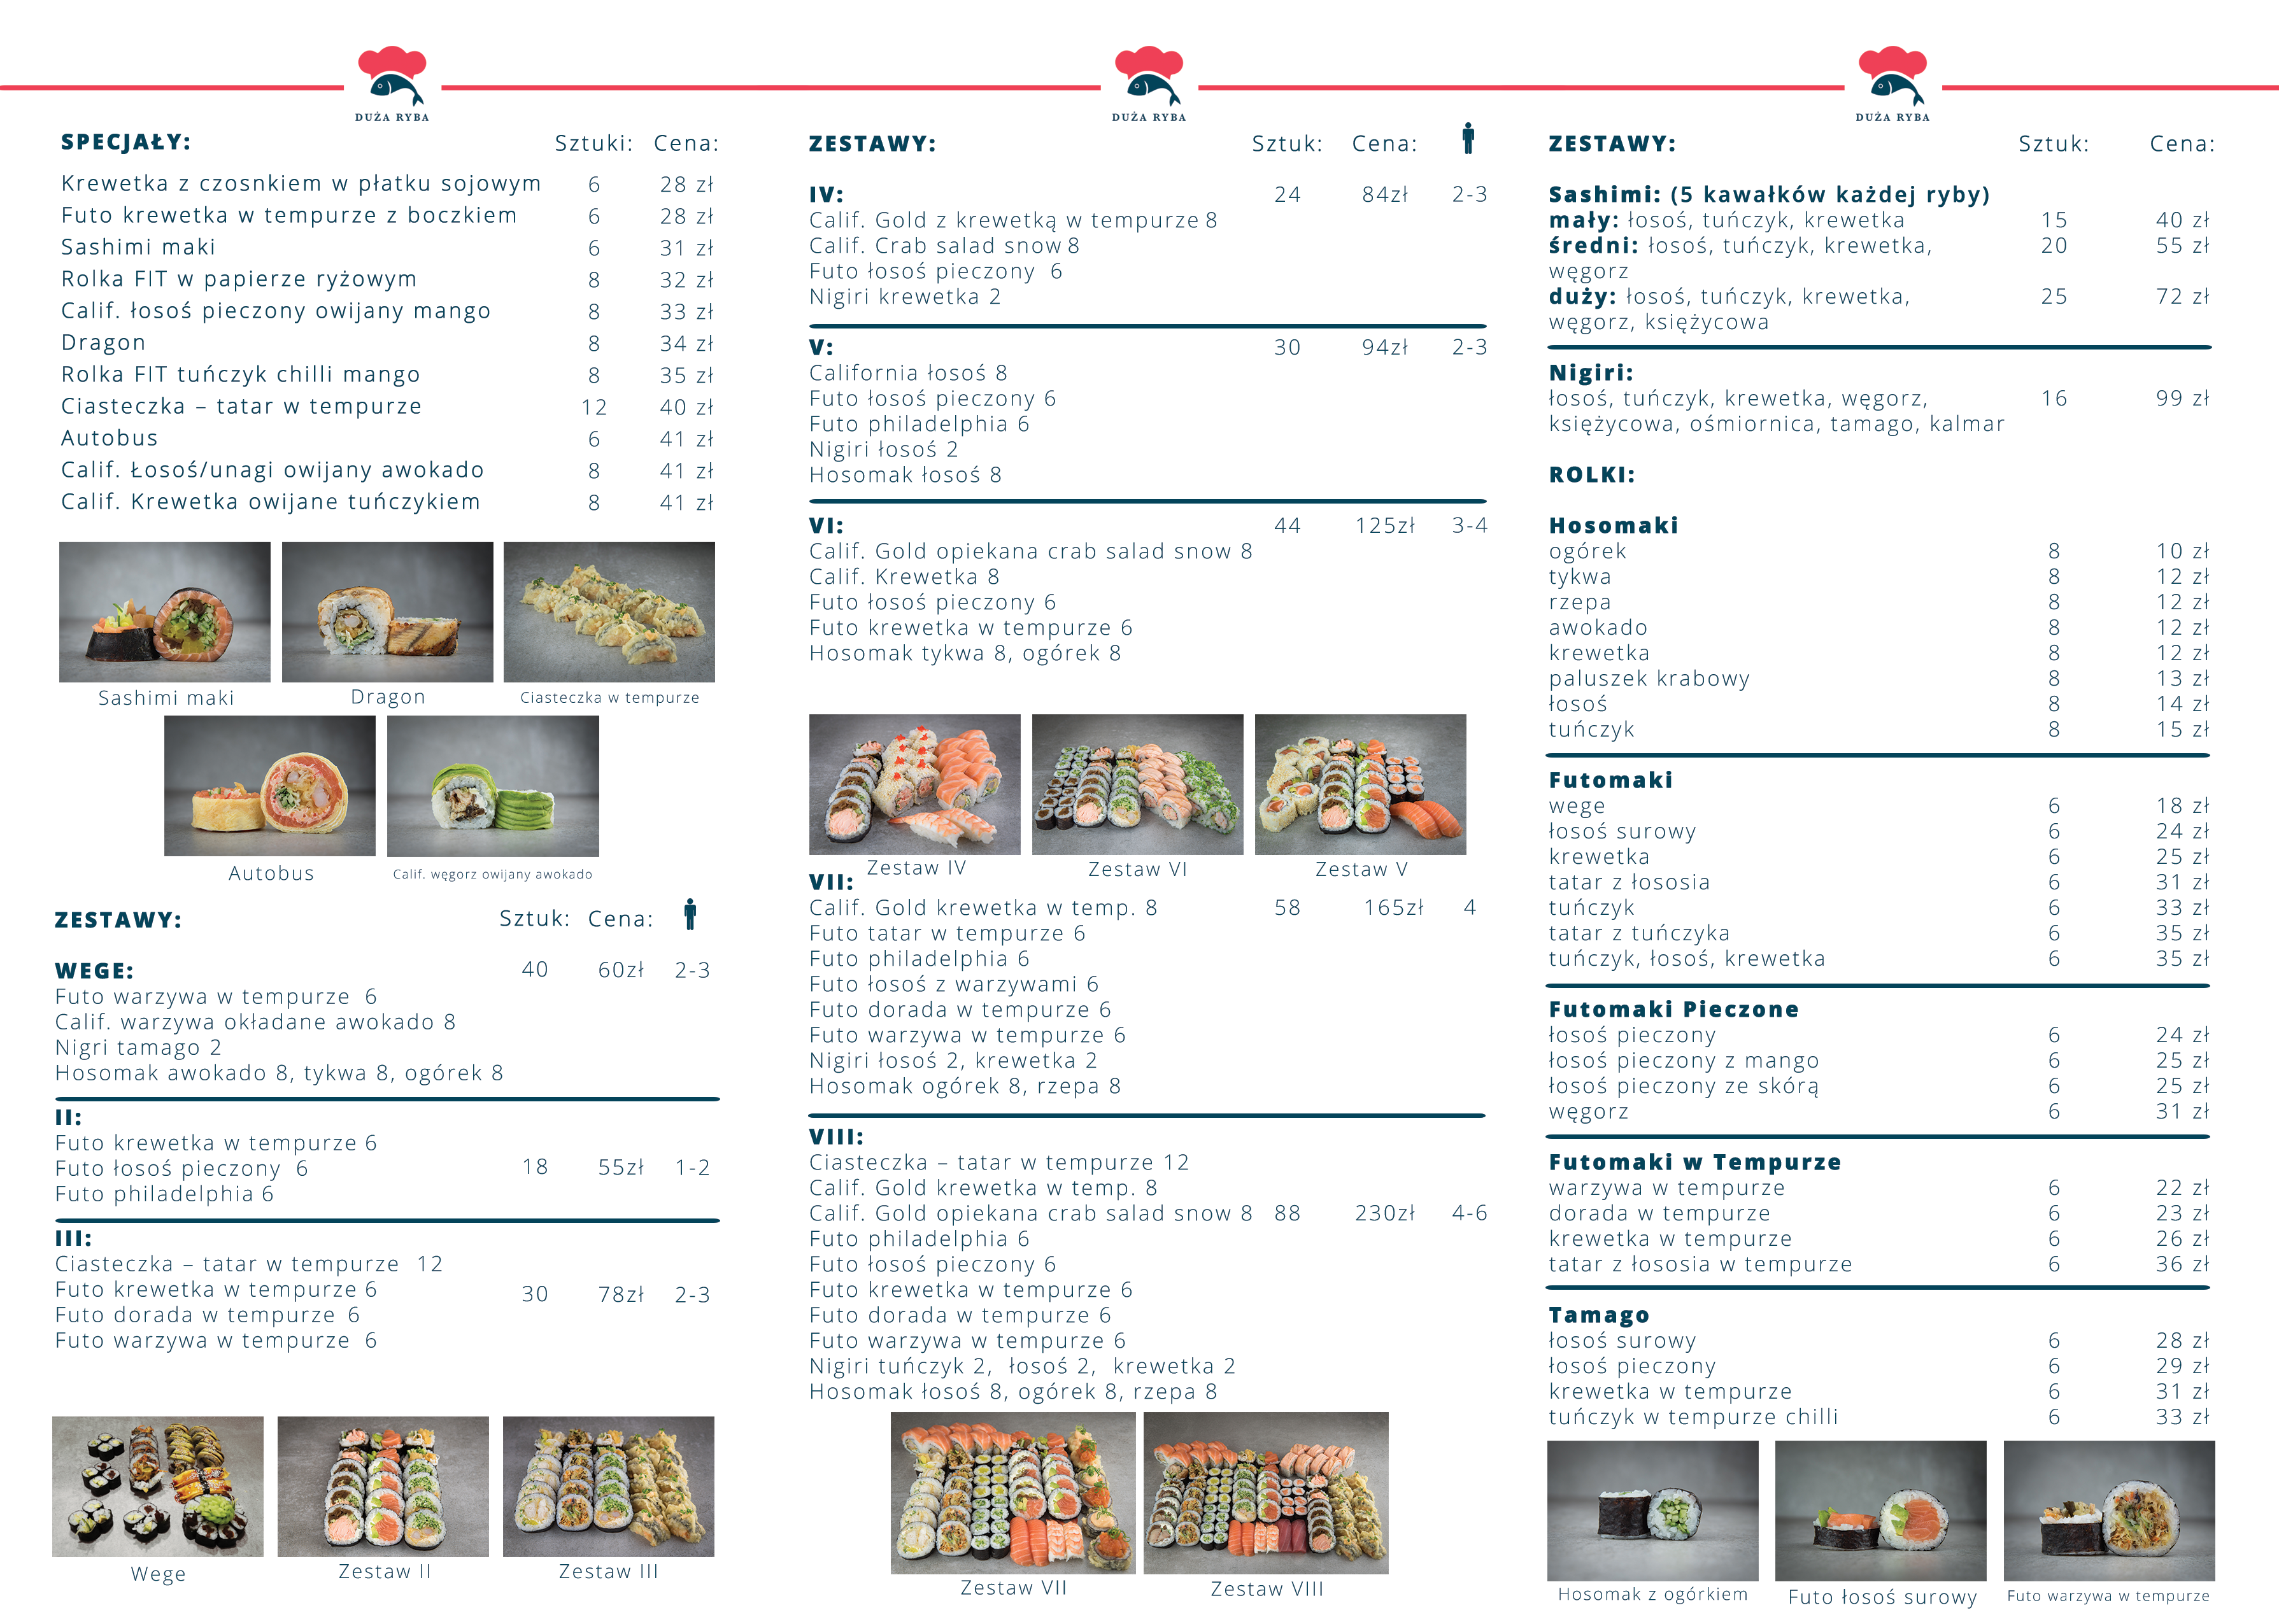 DUŻA RYBA
SPECJAŁY: Sztuki: Cena:
Krewetka z czosnkiem w płatku sojowym 6 28 zł
Futo krewetka w tempurze z boczkiem 6 28 zł
Sashimi maki 6 31 zł
Rolka FIT w papierze ryżowym 8 32 zł
Calif. łosoś pieczony owijany mango 8 33 zł
Dragon 8 34 zł
Rolka FIT tuńczyk chilli mango 8 35 zł
Ciasteczka – tatar w tempurze 12 40 zł
Autobus 6 41 zł
Calif. Łosoś/unagi owijany awokado 8 41 zł
Calif. Krewetka owijane tuńczykiem 8 41 zł
Sashimi maki Dragon Ciasteczka w tempurze
Autobus Calif. węgorz owijany awokado
ZESTAWY: Sztuk: Cena:
WEGE: 40 60zł 2-3
Futo warzywa w tempurze 6
Calif. warzywa okładane awokado 8
Nigri tamago 2
Hosomak awokado 8, tykwa 8, ogórek 8
II:
Futo krewetka w tempurze 6
Futo łosoś pieczony 6 18 55zł 1-2
Futo philadelphia 6
III:
Ciasteczka – tatar w tempurze 12
Futo krewetka w tempurze 6 30 78zł 2-3
Futo dorada w tempurze 6
Futo warzywa w tempurze 6
Wege Zestaw II Zestaw III
DUŻA RYBA
ZESTAWY: Sztuk: Cena:
IV: 24 84zł 2-3
Calif. Gold z krewetką w tempurze 8
Calif. Crab salad snow 8
Futo łosoś pieczony 6
Nigiri krewetka 2
V: 30 94zł 2-3
California łosoś 8
Futo łosoś pieczony 6
Futo philadelphia 6
Nigiri łosoś 2
Hosomak łosoś 8
VI: 44 125zł 3-4
Calif. Gold opiekana crab salad snow 8
Calif. Krewetka 8
Futo łosoś pieczony 6
Futo krewetka w tempurze 6
Hosomak tykwa 8, ogórek 8
Zestaw IV Zestaw VI Zestaw V
VII:
Calif. Gold krewetka w temp. 8 58 165zł 4
Futo tatar w tempurze 6
Futo philadelphia 6
Futo łosoś z warzywami 6
Futo dorada w tempurze 6
Futo warzywa w tempurze 6
Nigiri łosoś 2, krewetka 2
Hosomak ogórek 8, rzepa 8
VIII:
Ciasteczka – tatar w tempurze 12
Calif. Gold krewetka w temp. 8
Calif. Gold opiekana crab salad snow 8 88 230zł 4-6
Futo philadelphia 6
Futo łosoś pieczony 6
Futo krewetka w tempurze 6
Futo dorada w tempurze 6
Futo warzywa w tempurze 6
Nigiri tuńczyk 2, łosoś 2, krewetka 2
Hosomak łosoś 8, ogórek 8, rzepa 8
Zestaw VII Zestaw VIII
DUŻA RYBA
ZESTAWY: Sztuk: Cena:
Sashimi: (5 kawałków każdej ryby)
mały: łosoś, tuńczyk, krewetka 15 40 zł
średni: łosoś, tuńczyk, krewetka, 20 55 zł
węgorz
duży: łosoś, tuńczyk, krewetka, 25 72 zł
węgorz, księżycowa
Nigiri:
łosoś, tuńczyk, krewetka, węgorz, 16 99 zł
księżycowa, ośmiornica, tamago, kalmar
ROLKI:
Hosomaki
ogórek 8 10 zł
tykwa 8 12 zł
rzepa 8 12 zł
awokado 8 12 zł
krewetka 8 12 zł
paluszek krabowy 8 13 zł
łosoś 8 14 zł
tuńczyk 8 15 zł
Futomaki
wege 6 18 zł
łosoś surowy 6 24 zł
krewetka 6 25 zł
tatar z łososia 6 31 zł
tuńczyk 6 33 zł
tatar z tuńczyka 6 35 zł
tuńczyk, łosoś, krewetka 6 35 zł
Futomaki Pieczone
łosoś pieczony 6 24 zł
łosoś pieczony z mango 6 25 zł
łosoś pieczony ze skórą 6 25 zł
węgorz 6 31 zł
Futomaki w Tempurze
warzywa w tempurze 6 22 zł
dorada w tempurze 6 23 zł
krewetka w tempurze 6 26 zł
tatar z łososia w tempurze 6 36 zł
Tamago
łosoś surowy 6 28 zł
łosoś pieczony 6 29 zł
krewetka w tempurze 6 31 zł
tuńczyk w tempurze chilli 6 33 zł
Hosomak z ogórkiem Futo łosoś surowy Futo warzywa w tempurze